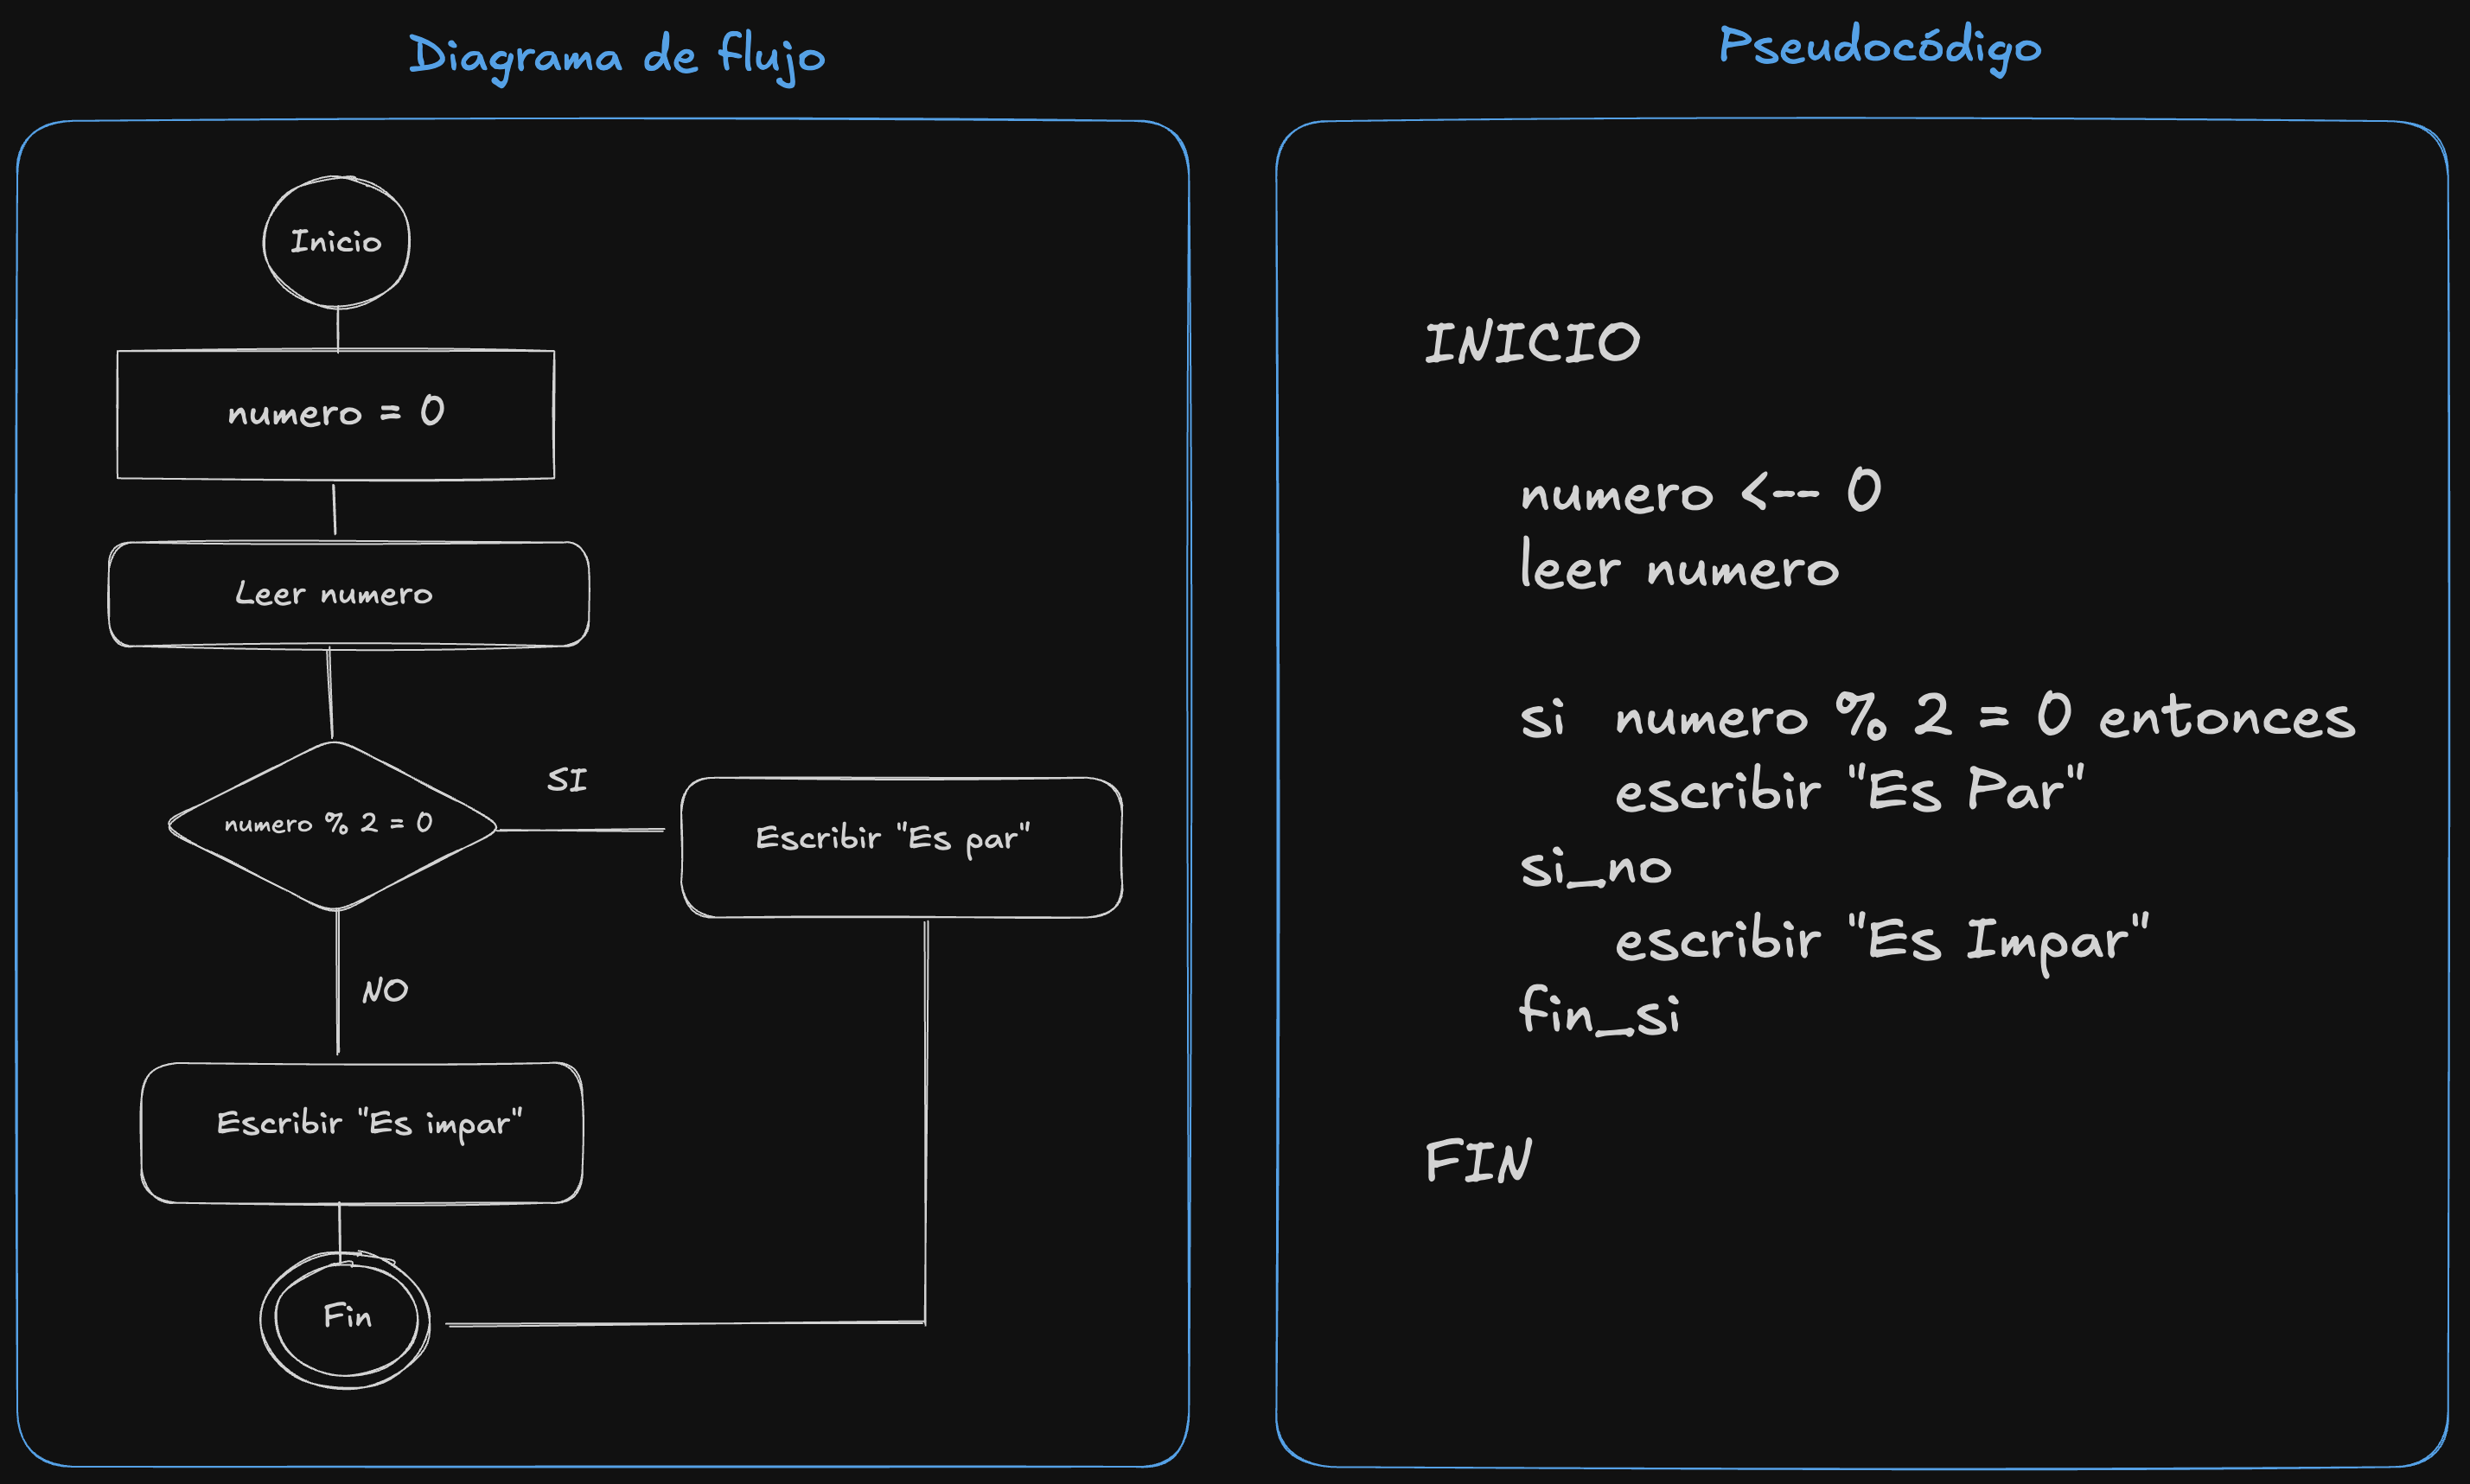 Diagrama de flujo
Inicio
numero = 0
Leer numero
numero % 2 = 0
SI
Escribir "Es par"
NO
Escribir "Es impar"
Fin
Pseudocódigo
INICIO
numero <-- 0
leer numero
si numero % 2 = 0 entonces
escribir "Es Par"
si_no
escribir "Es Impar"
fin_si
FIN